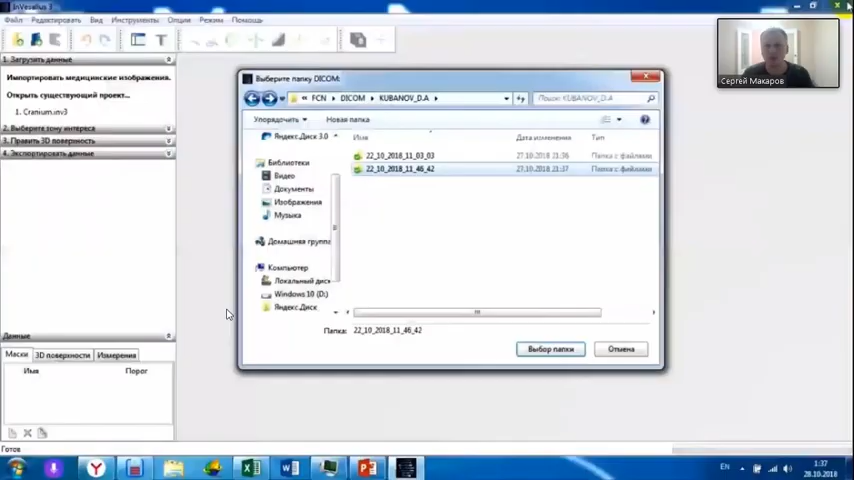 InVesalius 3
Файл Редактировать Вид Инструменты Опции Режим Помощь
Сергей Макаров
1. Загрузить данные
Импортировать медицинские изображения.
Открыть существующий проект...
1. Cranium.inv3
2. Выберите зону интереса
3. Править 3D поверхность
4. Экспортировать данные
Выберите папку DICOM:
FCN DICOM KUBANOV_D.A
Поиск: KUBANOV_D.A
Упорядочить Новая папка
Яндекс.Диск 3.0
Библиотеки
Видео
Документы
Изображения
Музыка
Домашняя группа
Компьютер
Локальный диск
Windows 10 (D:)
Яндекс.Диск
Имя Дата изменения Тип
22_10_2018_11_03_03 27.10.2018 21:36 Папка с файлами
22_10_2018_11_46_42 27.10.2018 21:37 Папка с файлами
Папка: 22_10_2018_11_46_42
Выбор папки Отмена
Данные
Маски 3D поверхности Измерения
Имя Порог
Готов
EN
1:37
28.10.2018